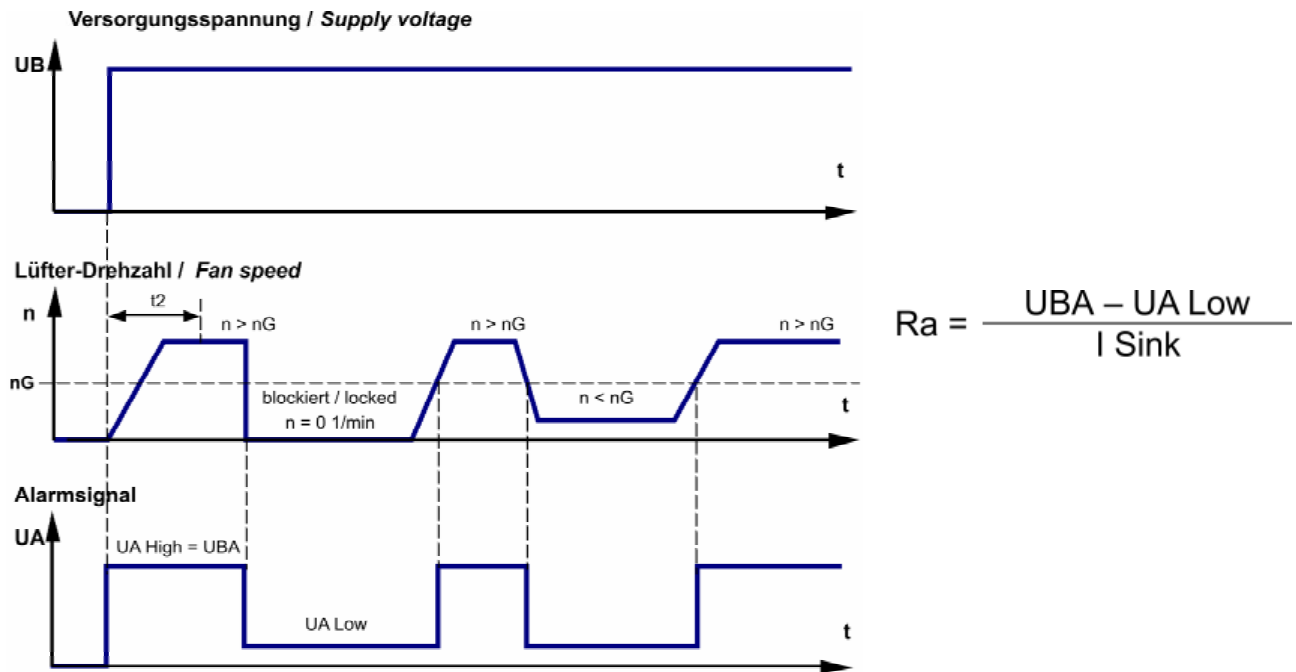 Versorgungsspannung / Supply voltage
UB
t
Lüfter-Drehzahl / Fan speed
n
t2
n > nG
n > nG
n > nG
nG
blockiert / locked
n = 0 1/min
n < nG
t
Alarmsignal
UA
UA High = UBA
UA Low
t
Ra = UBA – UA Low
I Sink